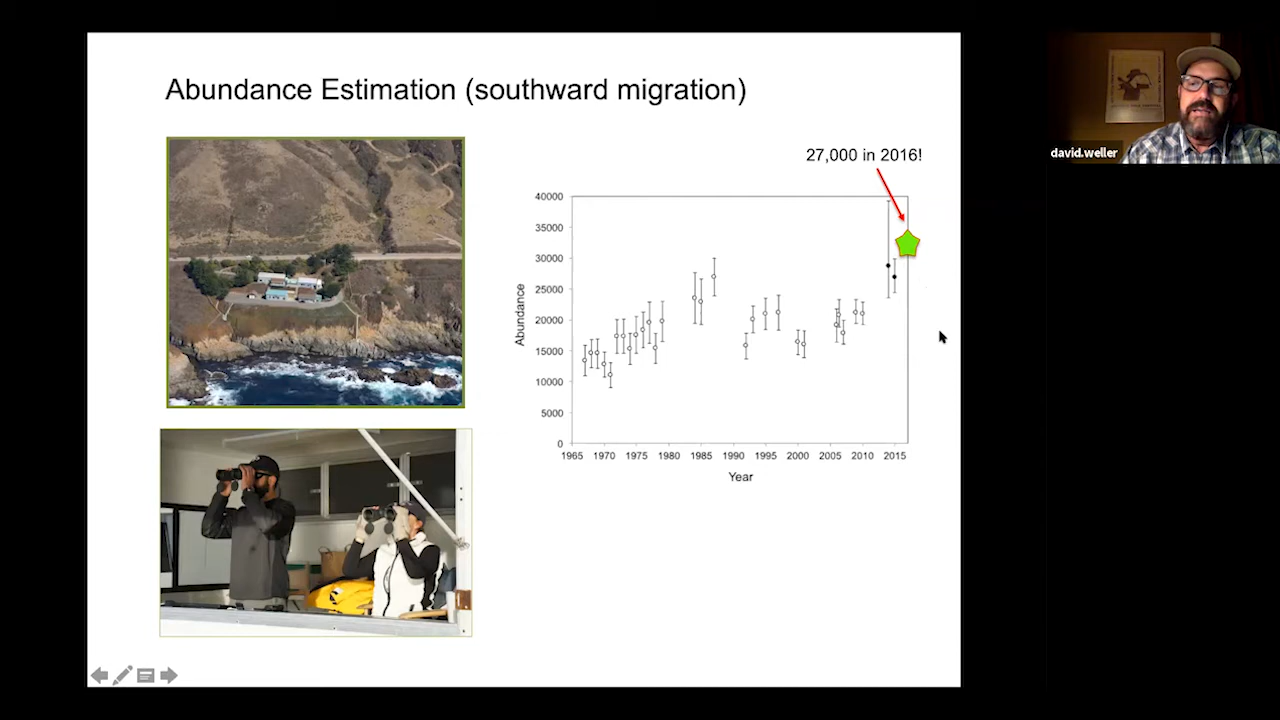 Abundance Estimation (southward migration)
27,000 in 2016!
40000
35000
30000
25000
20000
15000
10000
5000
0
Abundance
1965 1970 1975 1980 1985 1990 1995 2000 2005 2010 2015
Year
david.weller